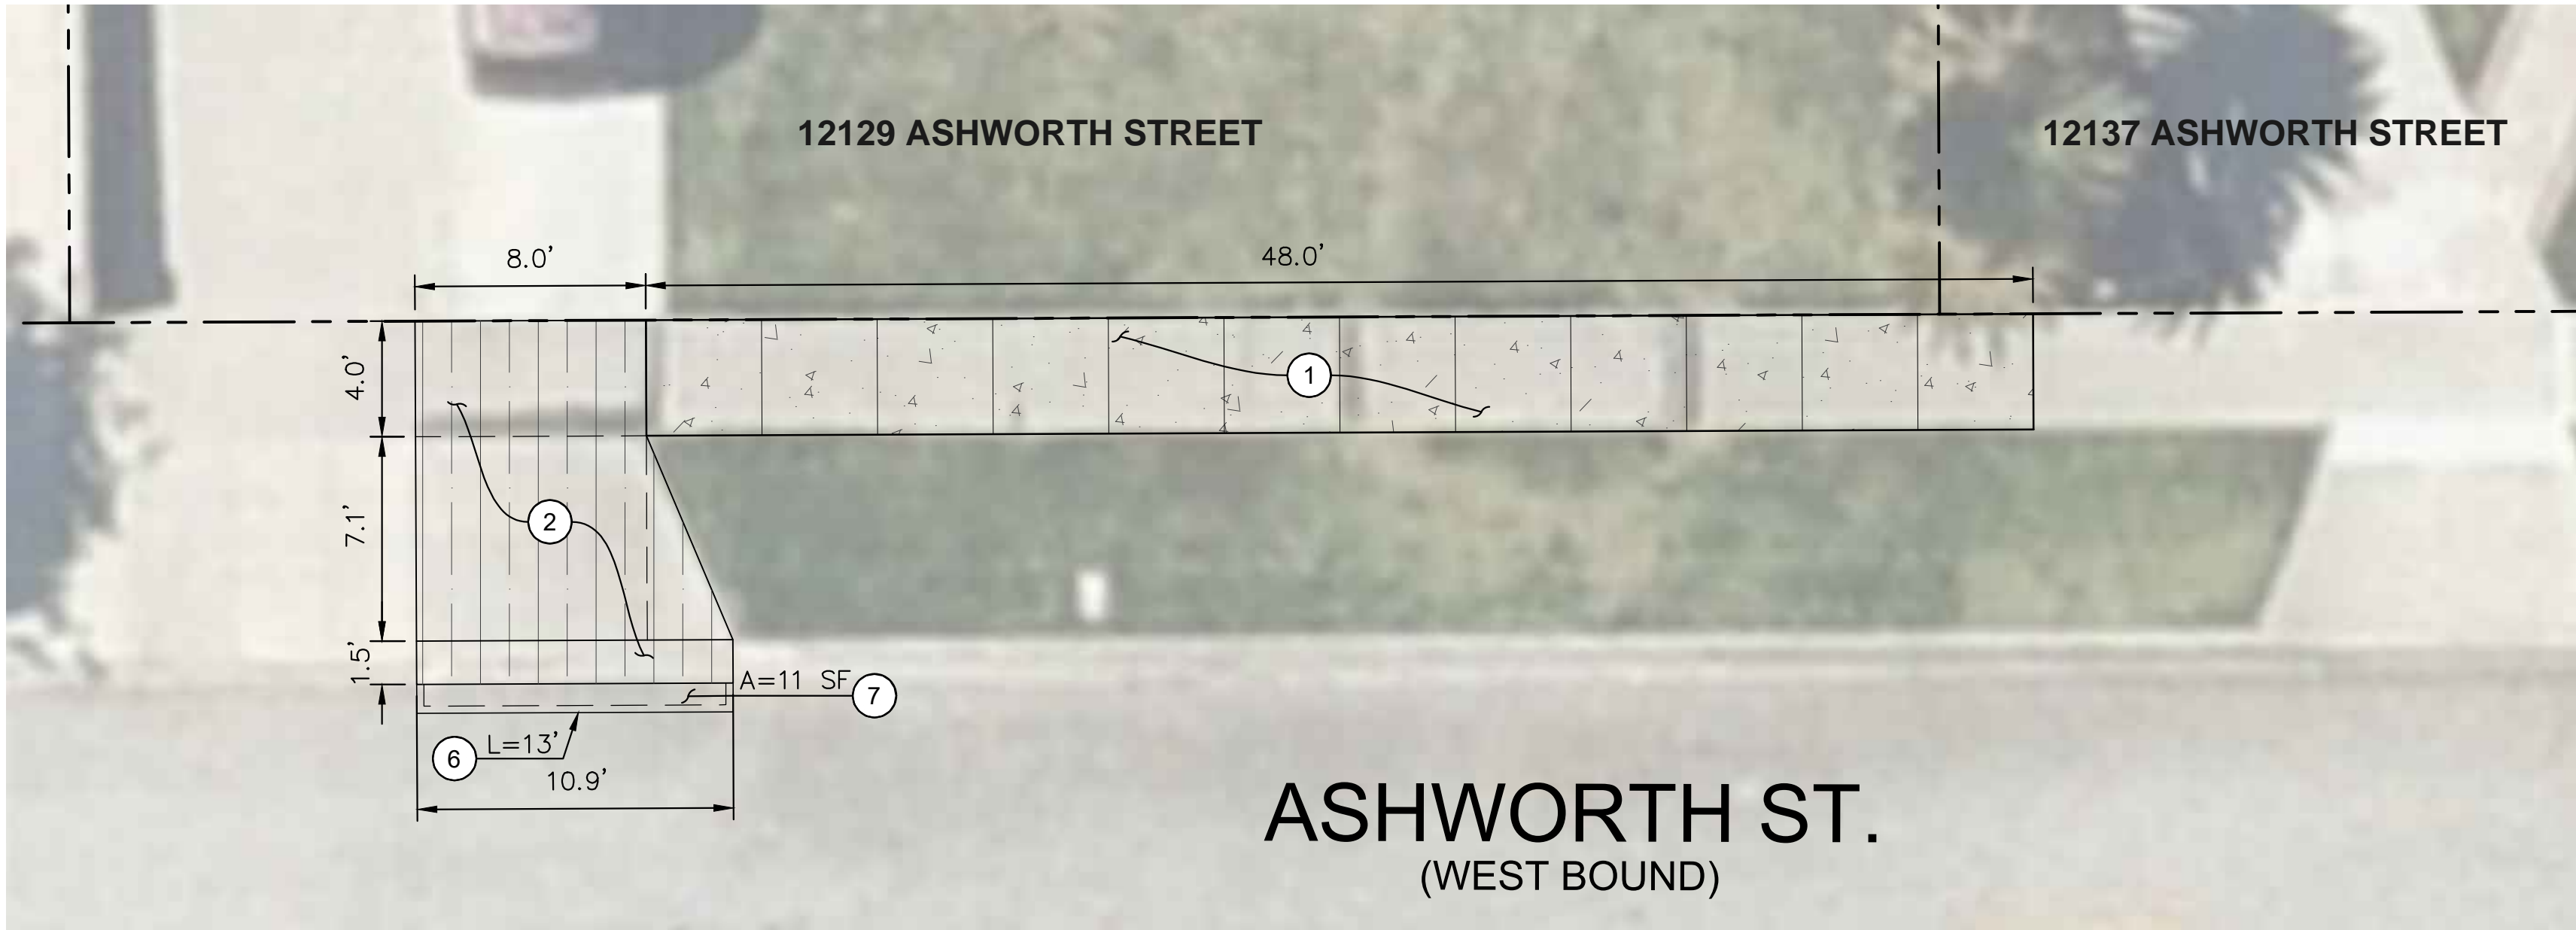 12129 ASHWORTH STREET
12137 ASHWORTH STREET
8.0'
48.0'
4.0'
1
7.1'
2
1.5'
A=11 SF
7
6
L=13'
10.9'
ASHWORTH ST.
(WEST BOUND)